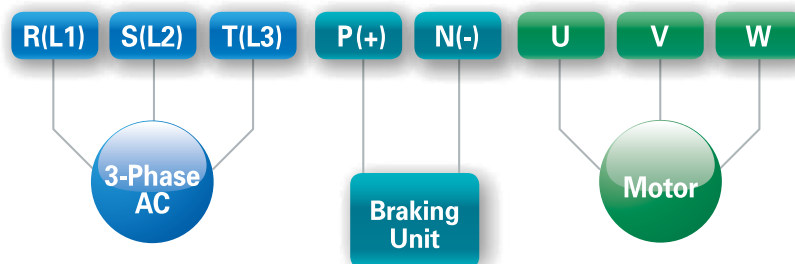 R(L1) S(L2) T(L3) P(+) N(-) U V W
3-Phase
AC
Braking
Unit
Motor